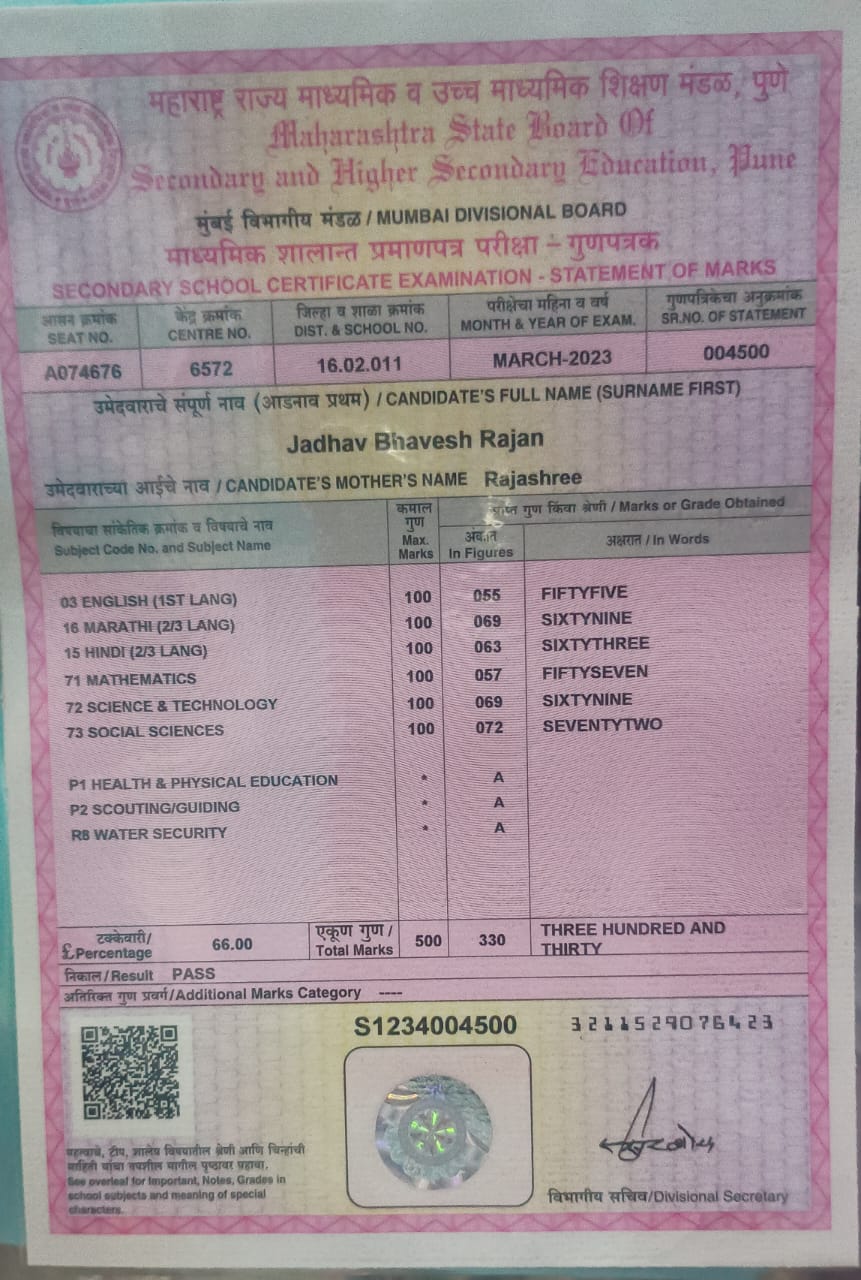 महाराष्ट्र राज्य माध्यमिक व उच्च माध्यमिक शिक्षण मंडळ, पुणे
Maharashtra State Board Of
Secondary and Higher Secondary Education, Pune
मुंबई विभागीय मंडळ / MUMBAI DIVISIONAL BOARD
माध्यमिक शालान्त प्रमाणपत्र परीक्षा – गुणपत्रक
SECONDARY SCHOOL CERTIFICATE EXAMINATION - STATEMENT OF MARKS
आसन क्रमांक केंद्र क्रमांक जिल्हा व शाळा क्रमांक परीक्षेचा महिना व वर्ष गुणपत्रिकेचा अनुक्रमांक
SEAT NO. CENTRE NO. DIST. & SCHOOL NO. MONTH & YEAR OF EXAM. SR.NO. OF STATEMENT
A074676 6572 16.02.011 MARCH-2023 004500
उमेदवाराचे संपूर्ण नाव (आडनाव प्रथम) / CANDIDATE'S FULL NAME (SURNAME FIRST)
Jadhav Bhavesh Rajan
उमेदवाराच्या आईचे नाव / CANDIDATE'S MOTHER'S NAME Rajashree
विषयाचा सांकेतिक क्रमांक व विषयाचे नाव
Subject Code No. and Subject Name
कमाल
गुण
Max.
Marks
गुण किंवा श्रेणी / Marks or Grade Obtained
In Figures
अक्षरात / In Words
03 ENGLISH (1ST LANG) 100 055 FIFTYFIVE
16 MARATHI (2/3 LANG) 100 069 SIXTYNINE
15 HINDI (2/3 LANG) 100 063 SIXTYTHREE
71 MATHEMATICS 100 057 FIFTYSEVEN
72 SCIENCE & TECHNOLOGY 100 069 SIXTYNINE
73 SOCIAL SCIENCES 100 072 SEVENTYTWO
P1 HEALTH & PHYSICAL EDUCATION * A
P2 SCOUTING/GUIDING * A
R8 WATER SECURITY * A
टक्केवारी/
£Percentage
66.00
एकूण गुण /
Total Marks
500 330
THREE HUNDRED AND
THIRTY
निकाल/Result PASS
अतिरिक्त गुण प्रवर्ग/Additional Marks Category ----
S1234004500 3211529076423
महत्वाचे, टीप, शालेय विषयातील श्रेणी आणि चिन्हांची
माहिती यांचा तपशील मागील पृष्ठावर पहावा.
See overleaf for Important, Notes, Grades in
school subjects and meaning of special
characters.
विभागीय सचिव/Divisional Secretary